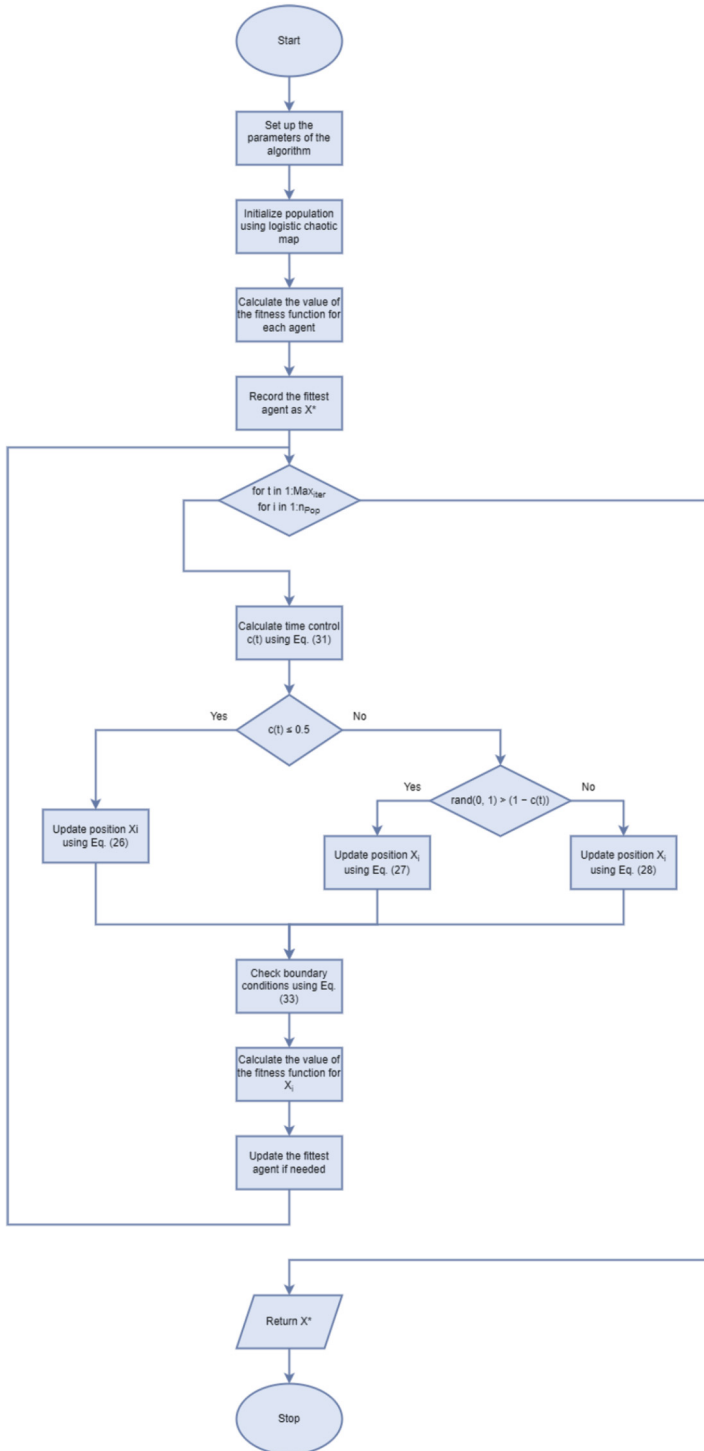 Start
Set up the
parameters of the
algorithm
Initialize population
using logistic chaotic
map
Calculate the value of
the fitness function for
each agent
Record the fittest
agent as X*
for t in 1:Maxiter
for i in 1:nPop
Calculate time control
c(t) using Eq. (31)
Yes
c(t) ≤ 0.5
No
Yes
rand(0, 1) > (1 − c(t))
No
Update position Xi
using Eq. (26)
Update position Xi
using Eq. (27)
Update position Xi
using Eq. (28)
Check boundary
conditions using Eq.
(33)
Calculate the value of
the fitness function for
Xi
Update the fittest
agent if needed
Return X*
Stop